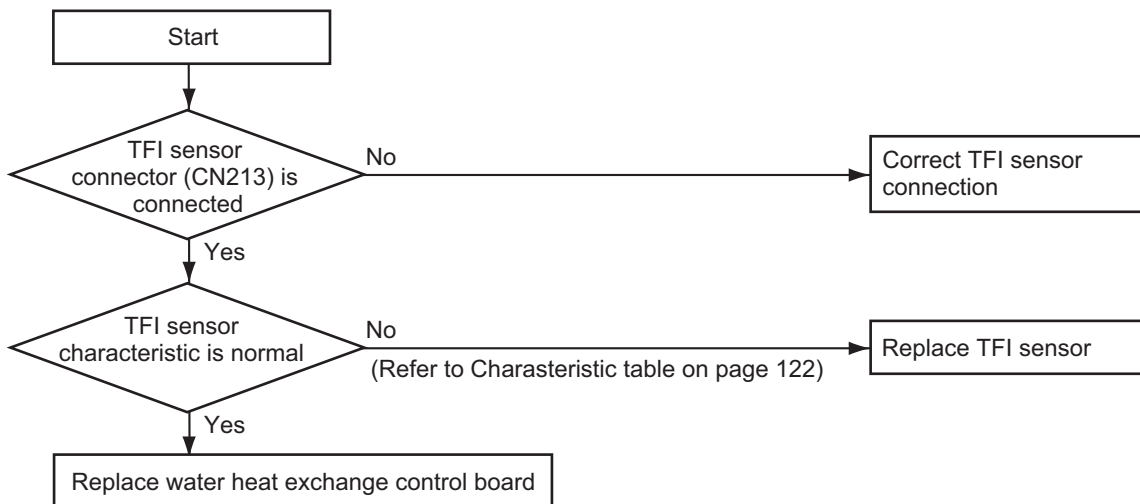 Start
TFI sensor
connector (CN213) is
connected
No
Correct TFI sensor
connection
Yes
TFI sensor
characteristic is normal
No
(Refer to Charasteristic table on page 122)
Replace TFI sensor
Yes
Replace water heat exchange control board